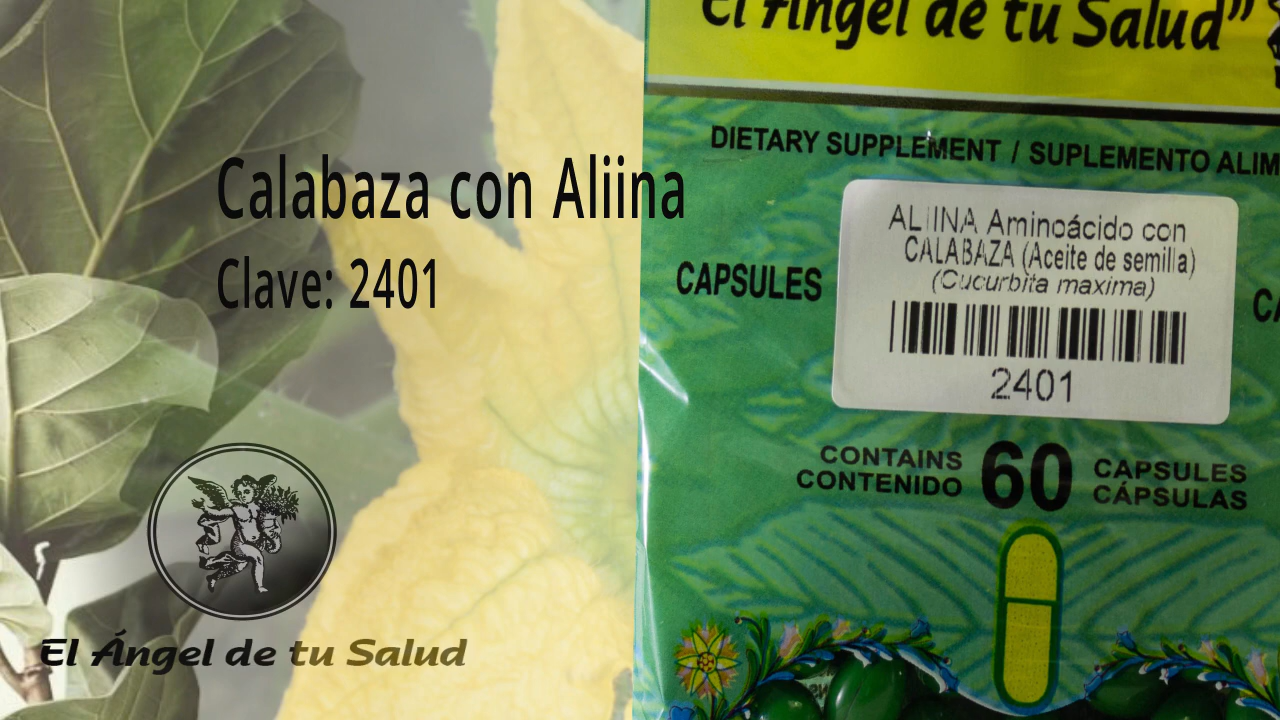 Calabaza con Aliina
Clave: 2401
El Ángel de tu Salud
El Ángel de tu Salud”
DIETARY SUPPLEMENT / SUPLEMENTO ALIM
CAPSULES
ALIINA Aminoácido con
CALABAZA (Aceite de semilla)
(Cucurbita maxima)
2401
CONTAINS
CONTENIDO
60
CAPSULES
CÁPSULAS